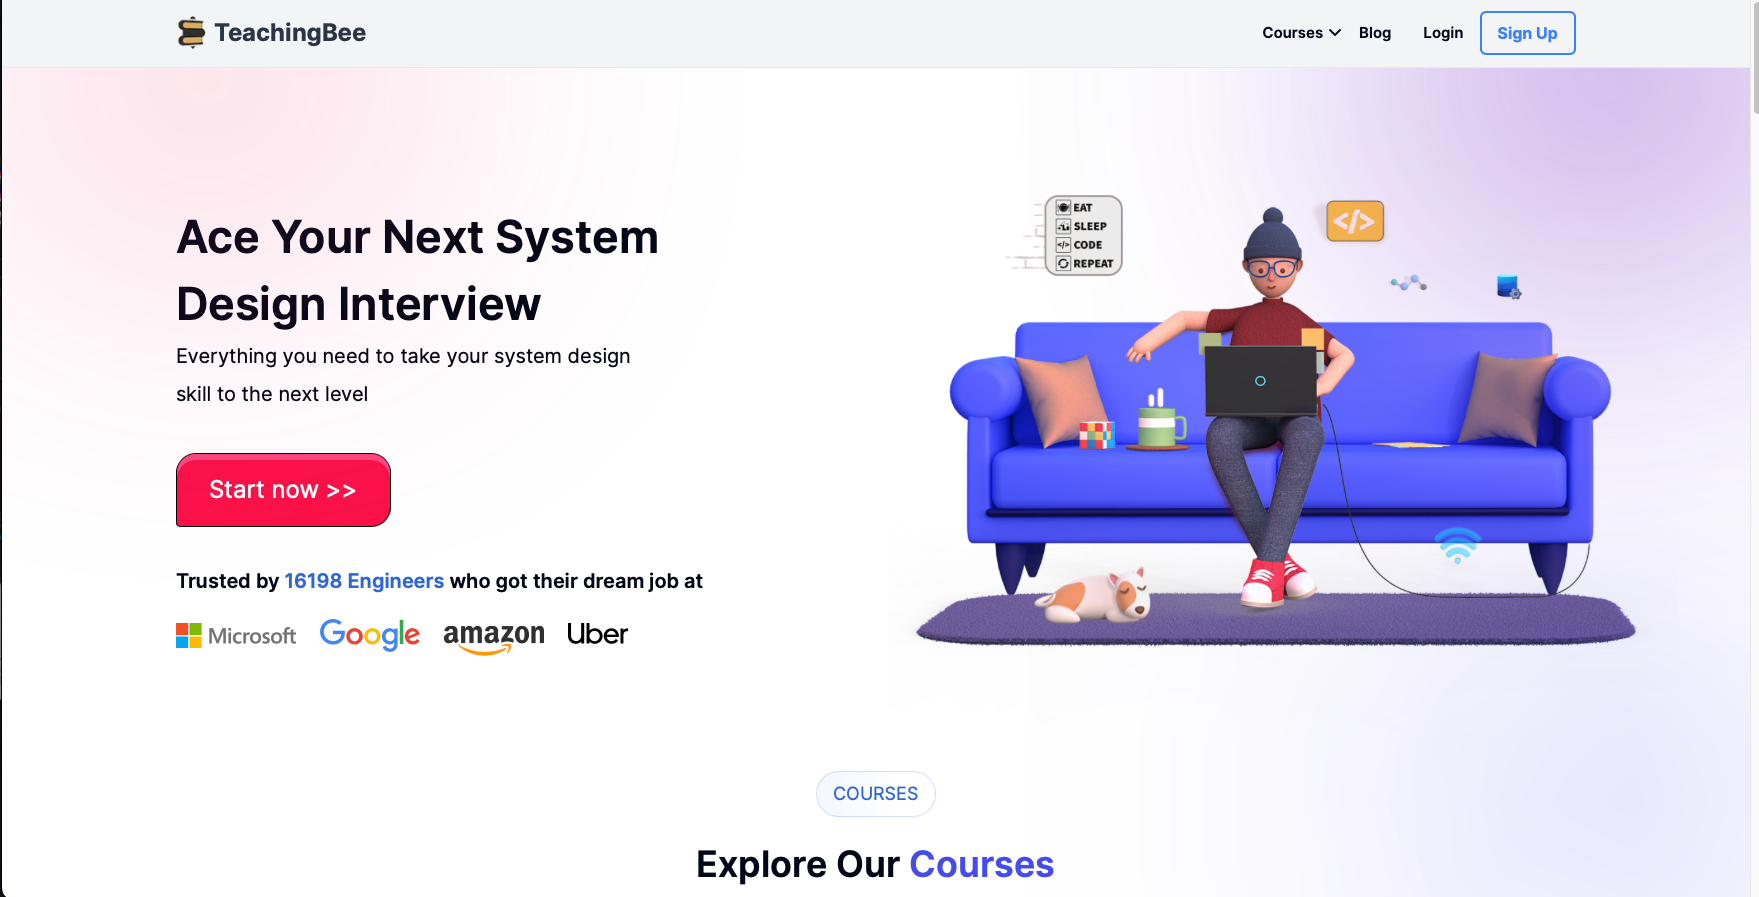 TeachingBee
Courses Blog Login Sign Up
Ace Your Next System
Design Interview
Everything you need to take your system design
skill to the next level
Start now >>
Trusted by 16198 Engineers who got their dream job at
Microsoft Google amazon Uber
EAT
SLEEP
</> CODE
REPEAT
</>
COURSES
Explore Our Courses